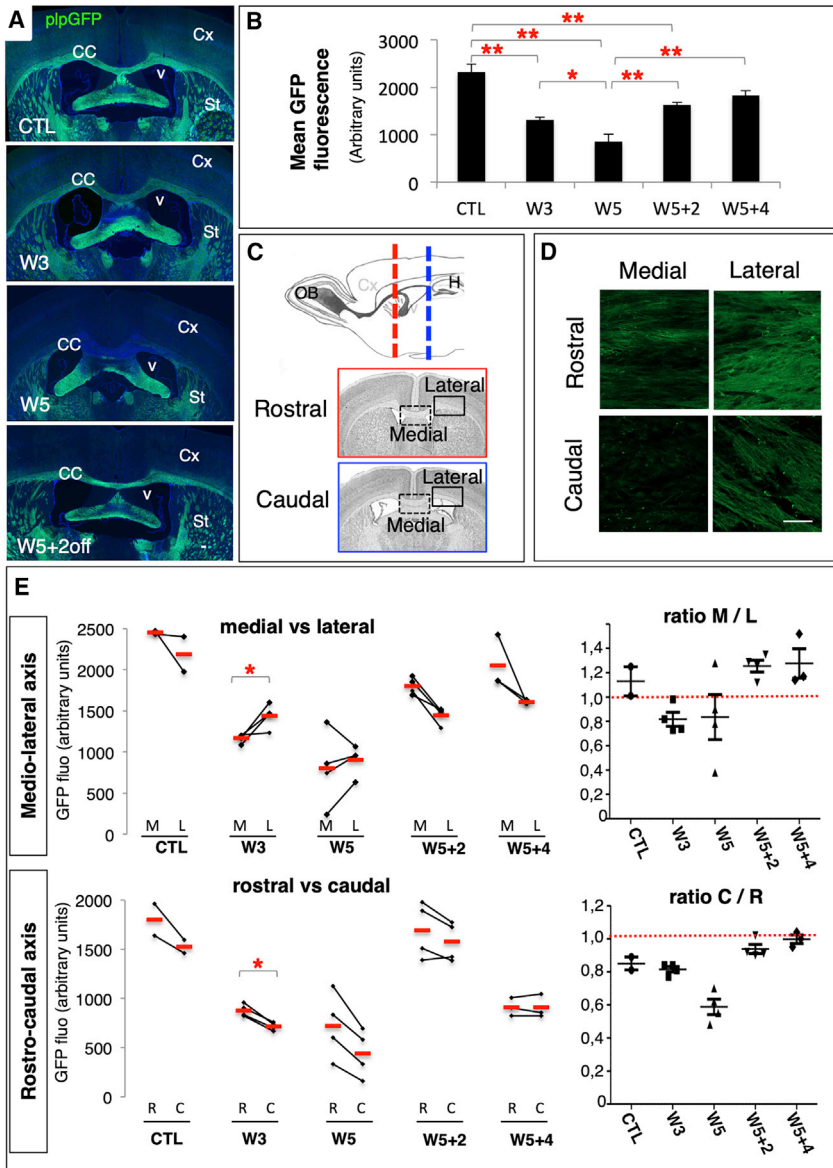 A
plpGFP
CC
Cx
v
St
CTL
CC
Cx
v
St
W3
CC
Cx
v
St
W5
CC
Cx
v
St
W5+2off
B
Mean GFP
fluorescence
(Arbitrary units)
3000
2000
1000
0
** ** ** ** * **
CTL W3 W5 W5+2 W5+4
C
OB Cx v H
Rostral
Lateral
Medial
Caudal
Lateral
Medial
D
Medial Lateral
Rostral
Caudal
E
Medio-lateral axis
medial vs lateral
GFP fluo (arbitrary units)
2500
2000
1500
1000
500
0
*
M L M L M L M L M L
CTL W3 W5 W5+2 W5+4
ratio M / L
1,4
1,2
1,0
0,8
0,6
0,4
0,2
0
CTL W3 W5 W5+2 W5+4
Rostro-caudal axis
rostral vs caudal
GFP fluo (arbitrary units)
2000
1500
1000
500
0
*
R C R C R C R C R C
CTL W3 W5 W5+2 W5+4
ratio C / R
1,2
1,0
0,8
0,6
0,4
0,2
0
CTL W3 W5 W5+2 W5+4